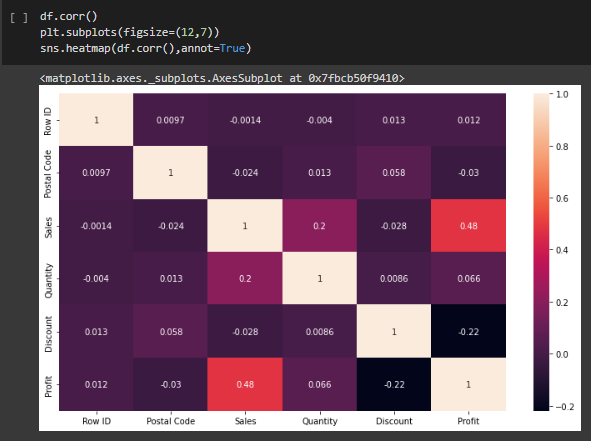 [ ] df.corr()
plt.subplots(figsize=(12,7))
sns.heatmap(df.corr(),annot=True)
<matplotlib.axes._subplots.AxesSubplot at 0x7fbcb50f9410>
Row ID 1 0.0097 -0.0014 -0.004 0.013 0.012
Postal Code 0.0097 1 -0.024 0.013 0.058 -0.03
Sales -0.0014 -0.024 1 0.2 -0.028 0.48
Quantity -0.004 0.013 0.2 1 0.0086 0.066
Discount 0.013 0.058 -0.028 0.0086 1 -0.22
Profit 0.012 -0.03 0.48 0.066 -0.22 1
Row ID Postal Code Sales Quantity Discount Profit
1.0
0.8
0.6
0.4
0.2
0.0
-0.2